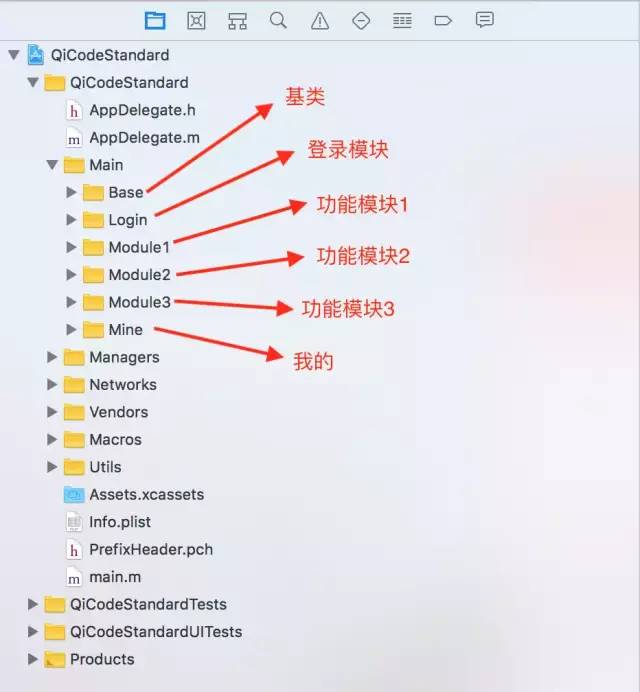 QiCodeStandard
QiCodeStandard
AppDelegate.h
AppDelegate.m
Main
Base
基类
Login
登录模块
Module1
功能模块1
Module2
功能模块2
Module3
功能模块3
Mine
我的
Managers
Networks
Vendors
Macros
Utils
Assets.xcassets
Info.plist
PrefixHeader.pch
main.m
QiCodeStandardTests
QiCodeStandardUITests
Products